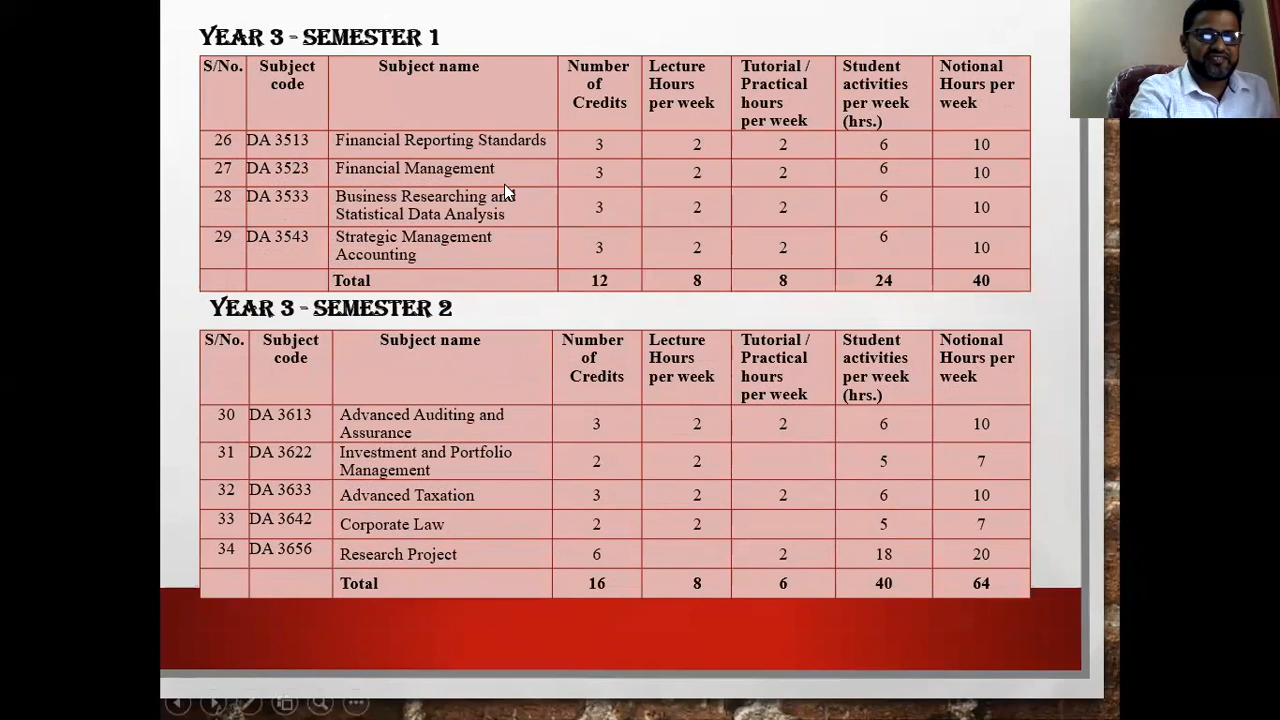 YEAR 3 - SEMESTER 1
S/No. Subject code Subject name Number of Credits Lecture Hours per week Tutorial / Practical hours per week Student activities per week (hrs.) Notional Hours per week
26 DA 3513 Financial Reporting Standards 3 2 2 6 10
27 DA 3523 Financial Management 3 2 2 6 10
28 DA 3533 Business Researching and Statistical Data Analysis 3 2 2 6 10
29 DA 3543 Strategic Management Accounting 3 2 2 6 10
Total 12 8 8 24 40
YEAR 3 - SEMESTER 2
S/No. Subject code Subject name Number of Credits Lecture Hours per week Tutorial / Practical hours per week Student activities per week (hrs.) Notional Hours per week
30 DA 3613 Advanced Auditing and Assurance 3 2 2 6 10
31 DA 3622 Investment and Portfolio Management 2 2 5 7
32 DA 3633 Advanced Taxation 3 2 2 6 10
33 DA 3642 Corporate Law 2 2 5 7
34 DA 3656 Research Project 6 2 18 20
Total 16 8 6 40 64